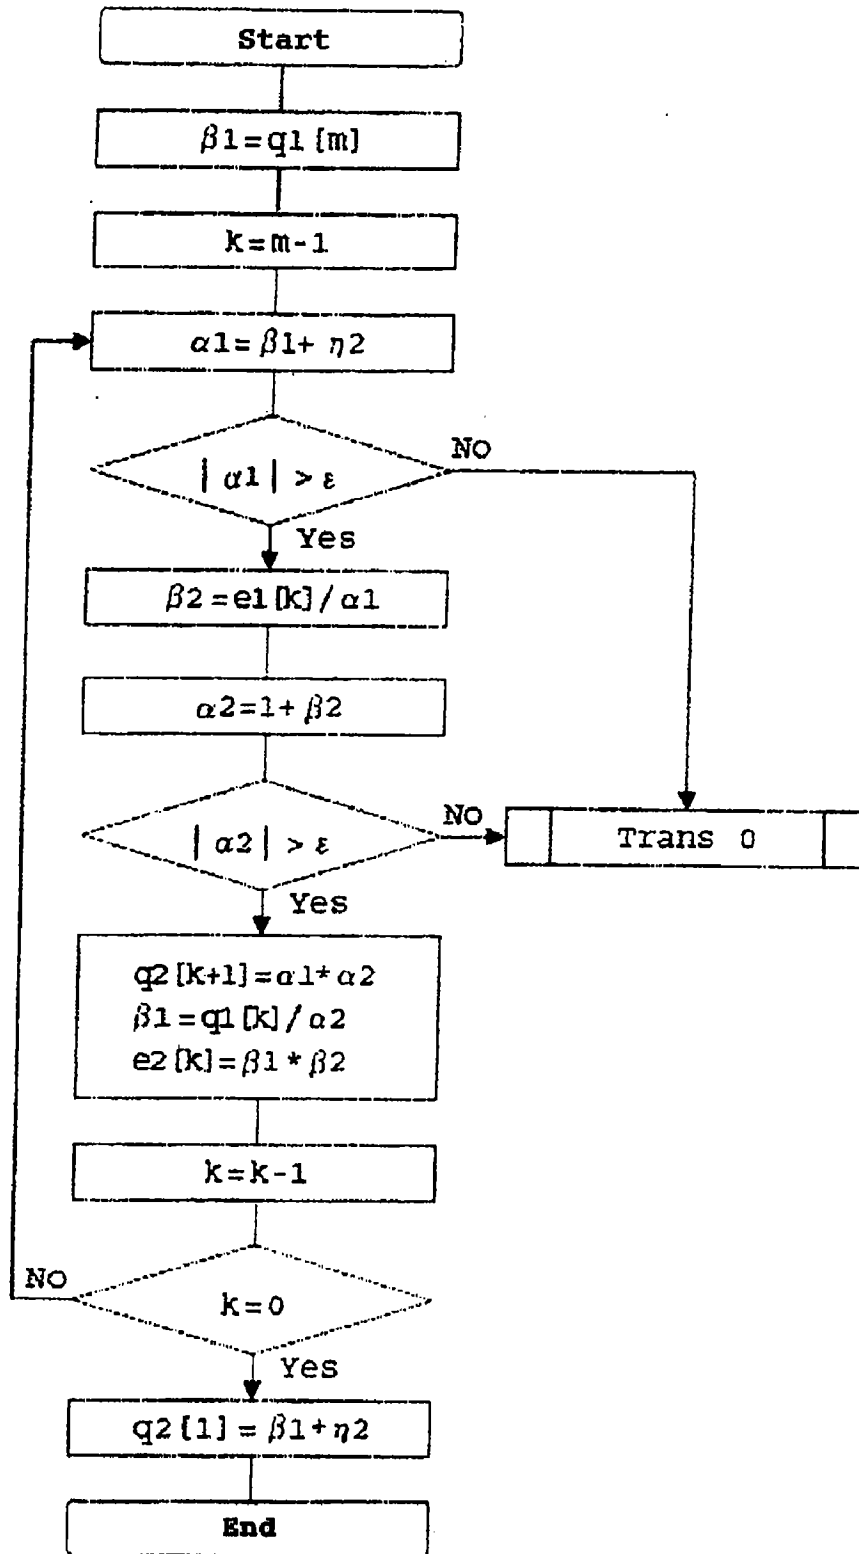 Start
β1=q1[m]
k=m-1
α1=β1+η2
|α1|>ε
NO
Yes
β2=e1[k]/α1
α2=1+β2
|α2|>ε
NO
Trans 0
Yes
q2[k+1]=α1*α2
β1=q1[k]/α2
e2[k]=β1*β2
k=k-1
NO
k=0
Yes
q2[1]=β1+η2
End